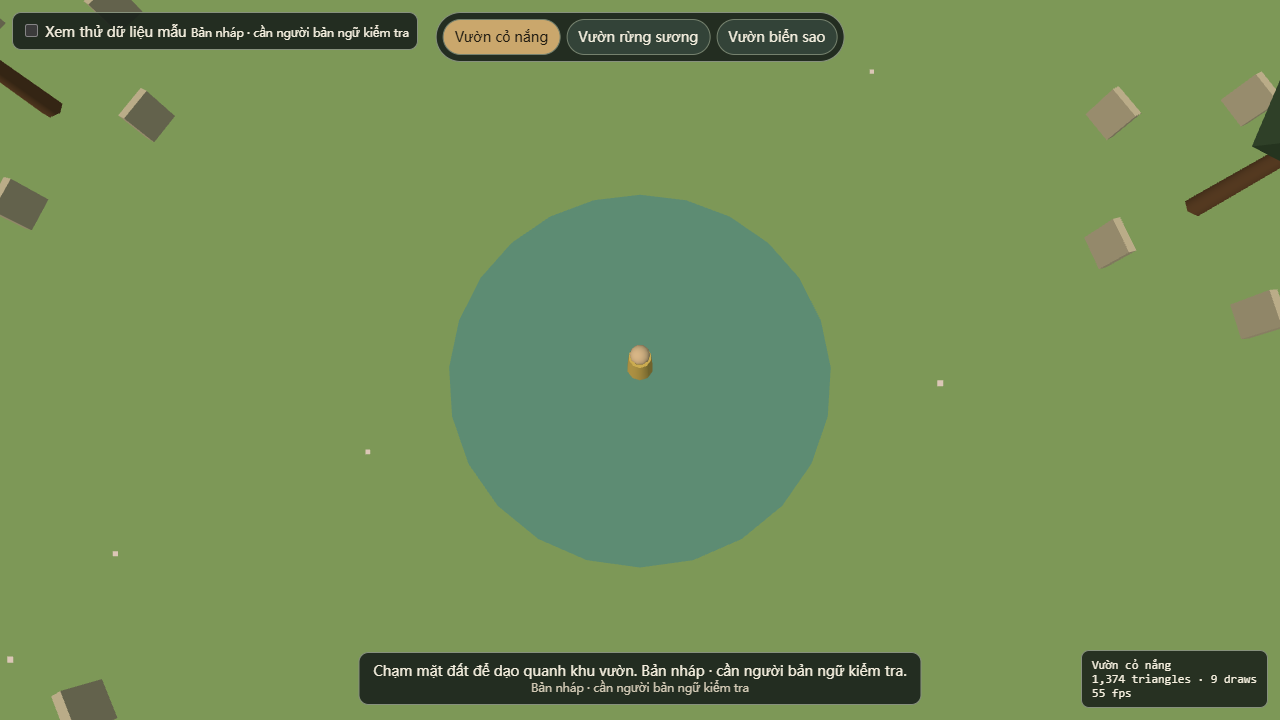 Xem thử dữ liệu mẫu Bản nháp · cần người bản ngữ kiểm tra
Vườn cỏ nắng
Vườn rừng sương
Vườn biển sao
Chạm mặt đất để dạo quanh khu vườn. Bản nháp · cần người bản ngữ kiểm tra.
Bản nháp · cần người bản ngữ kiểm tra
Vườn cỏ nắng
1,374 triangles · 9 draws
55 fps